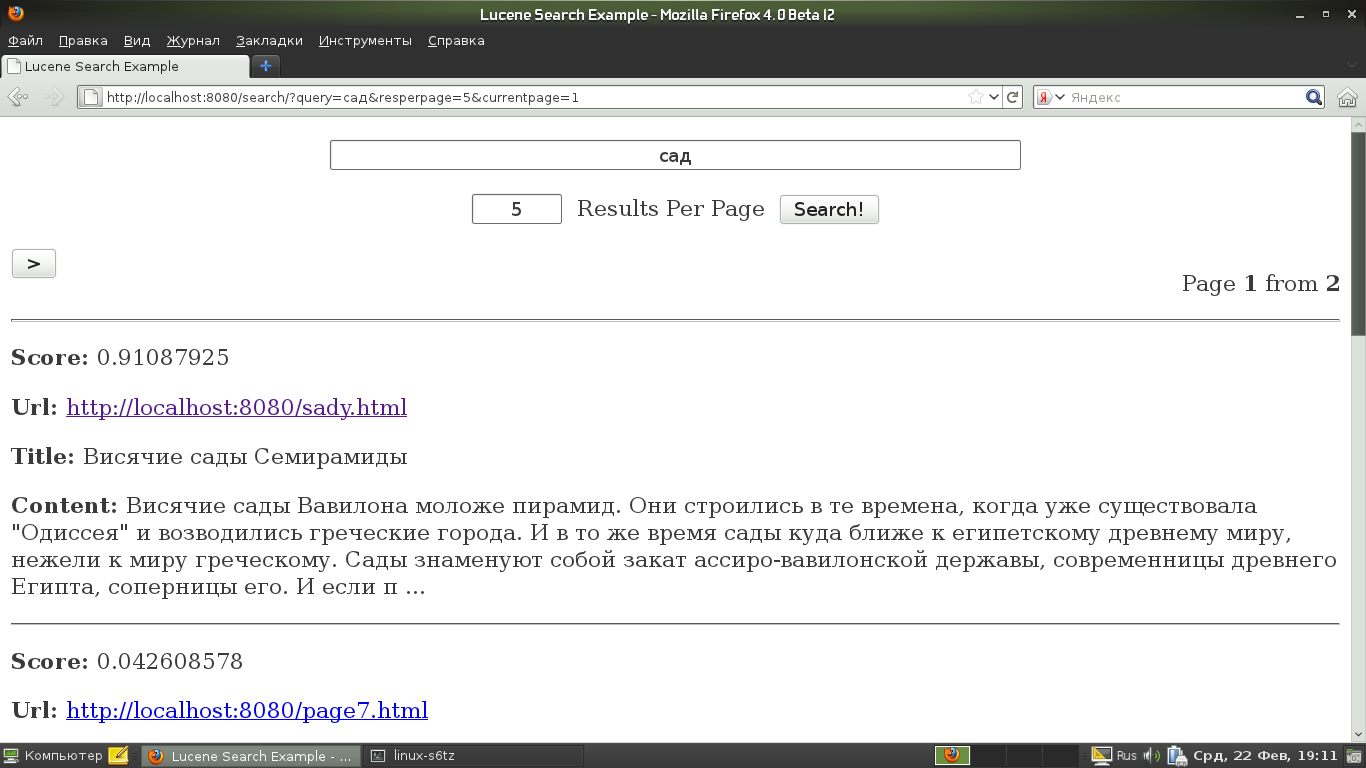 Lucene Search Example - Mozilla Firefox 4.0 Beta 12
Файл Правка Вид Журнал Закладки Инструменты Справка
Lucene Search Example
http://localhost:8080/search/?query=сад&resperpage=5&currentpage=1 Яндекс
сад
5 Results Per Page Search!
>
Page 1 from 2
Score: 0.91087925
Url: http://localhost:8080/sady.html
Title: Висячие сады Семирамиды
Content: Висячие сады Вавилона моложе пирамид. Они строились в те времена, когда уже существовала
"Одиссея" и возводились греческие города. И в то же время сады куда ближе к египетскому древнему миру,
нежели к миру греческому. Сады знаменуют собой закат ассиро-вавилонской державы, современницы древнего
Египта, соперницы его. И если п ...
Score: 0.042608578
Url: http://localhost:8080/page7.html
Компьютер Lucene Search Example - ... linux-s6tz Rus Срд, 22 Фев, 19:11